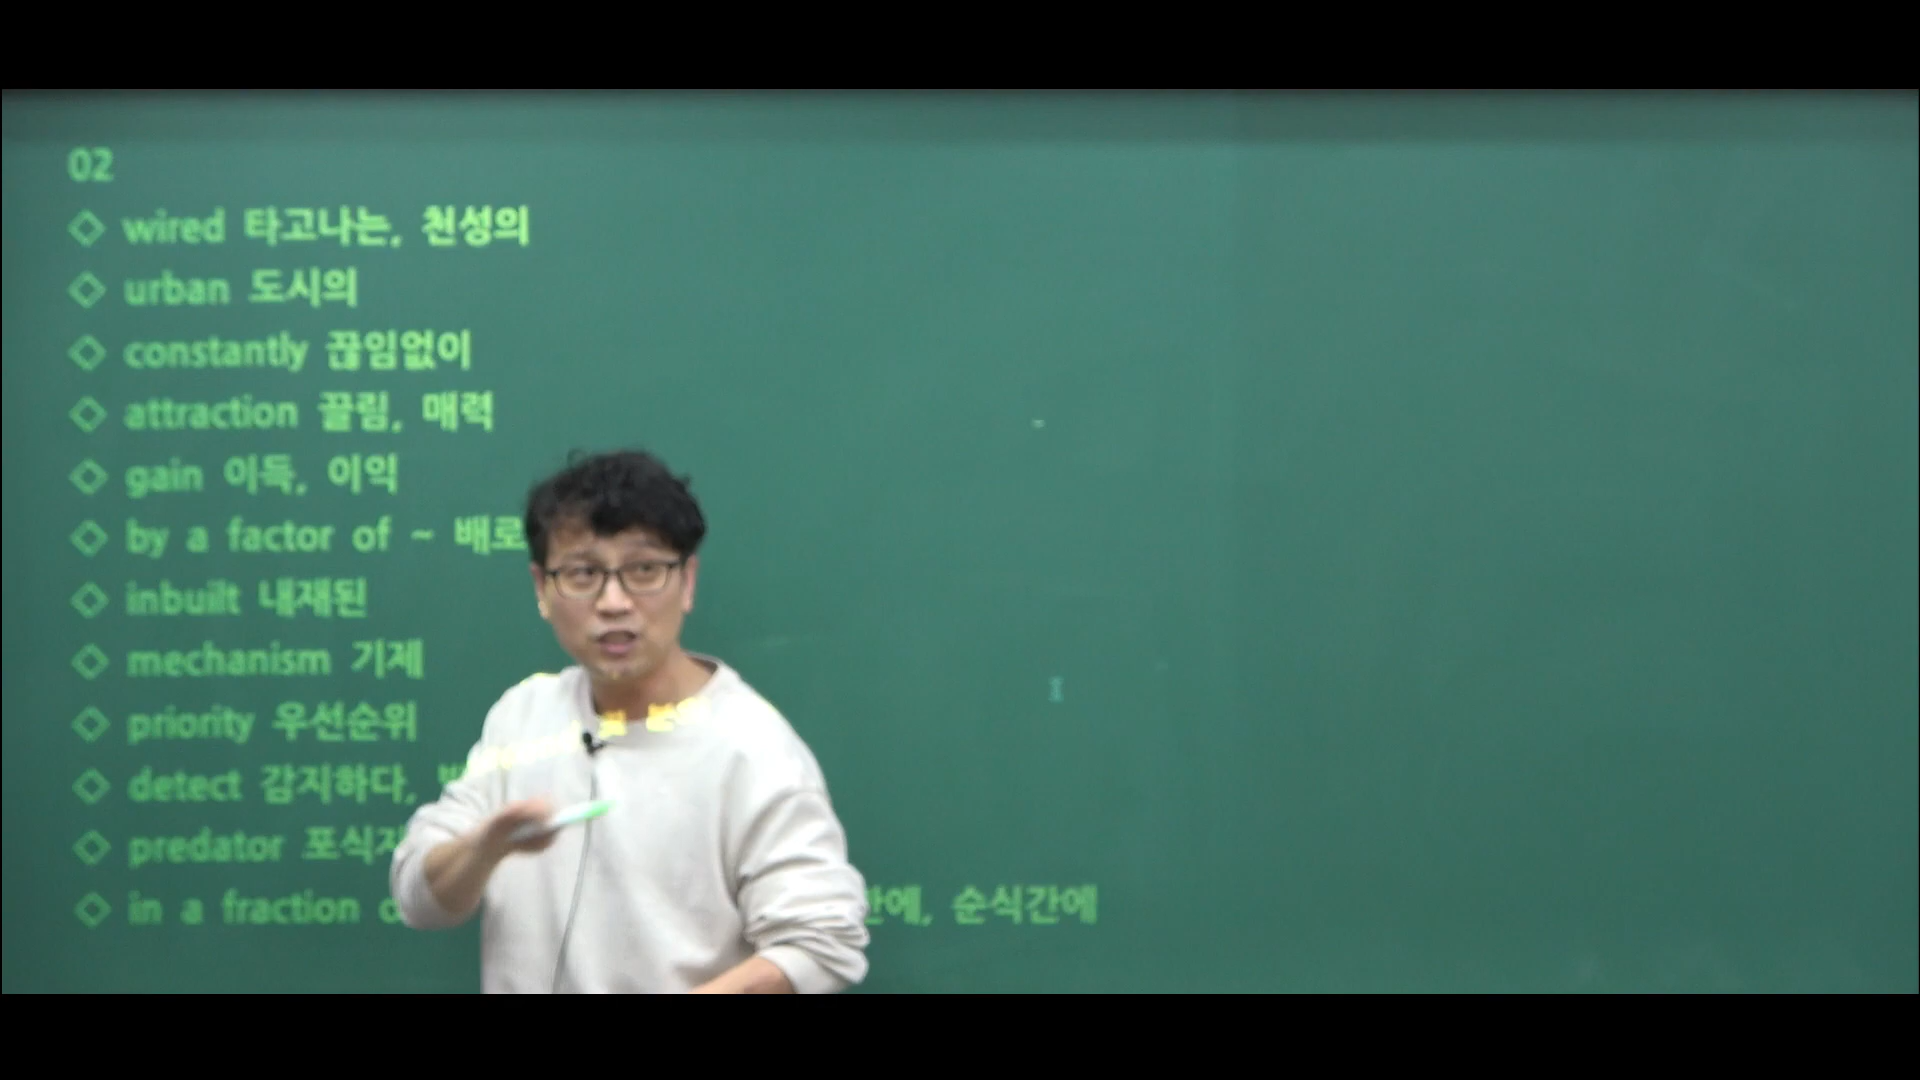 02
◇ wired 타고나는, 천성의
◇ urban 도시의
◇ constantly 끊임없이
◇ attraction 끌림, 매력
◇ gain 이득, 이익
◇ by a factor of ~ 배로
◇ inbuilt 내재된
◇ mechanism 기제
◇ priority 우선순위
◇ detect 감지하다,
◇ predator 포식자
◇ in a fraction 순식간에